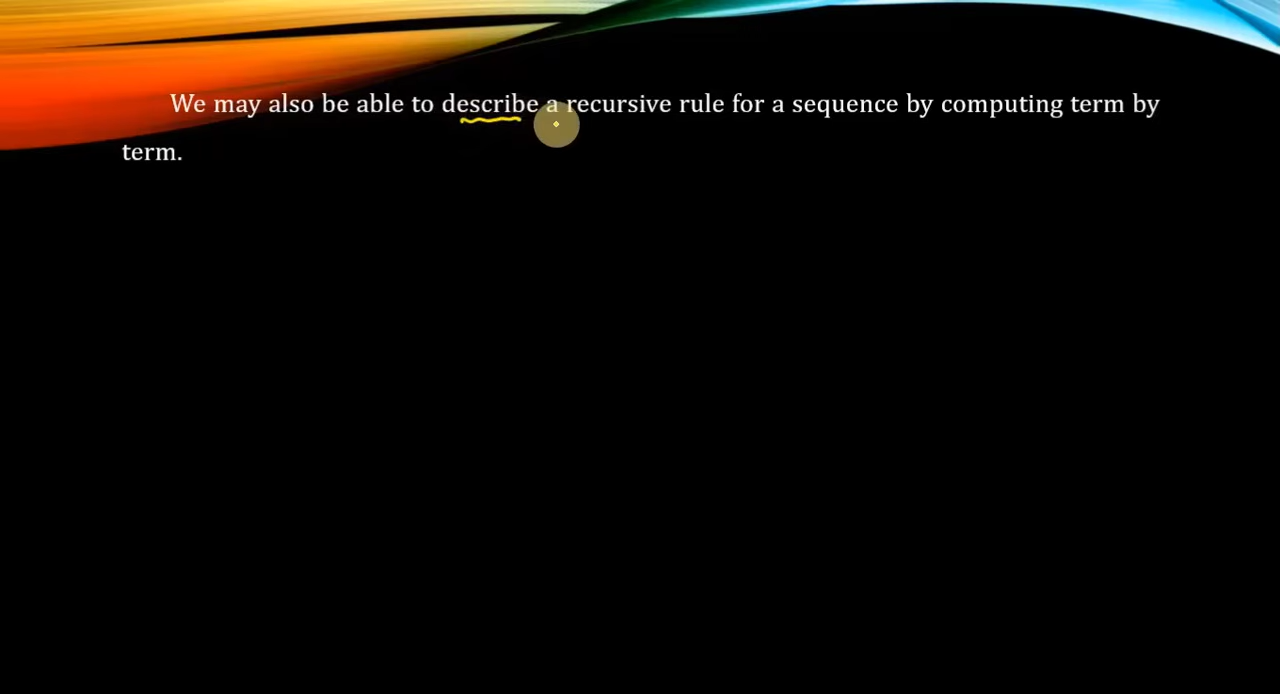 We may also be able to describe a recursive rule for a sequence by computing term by
term.